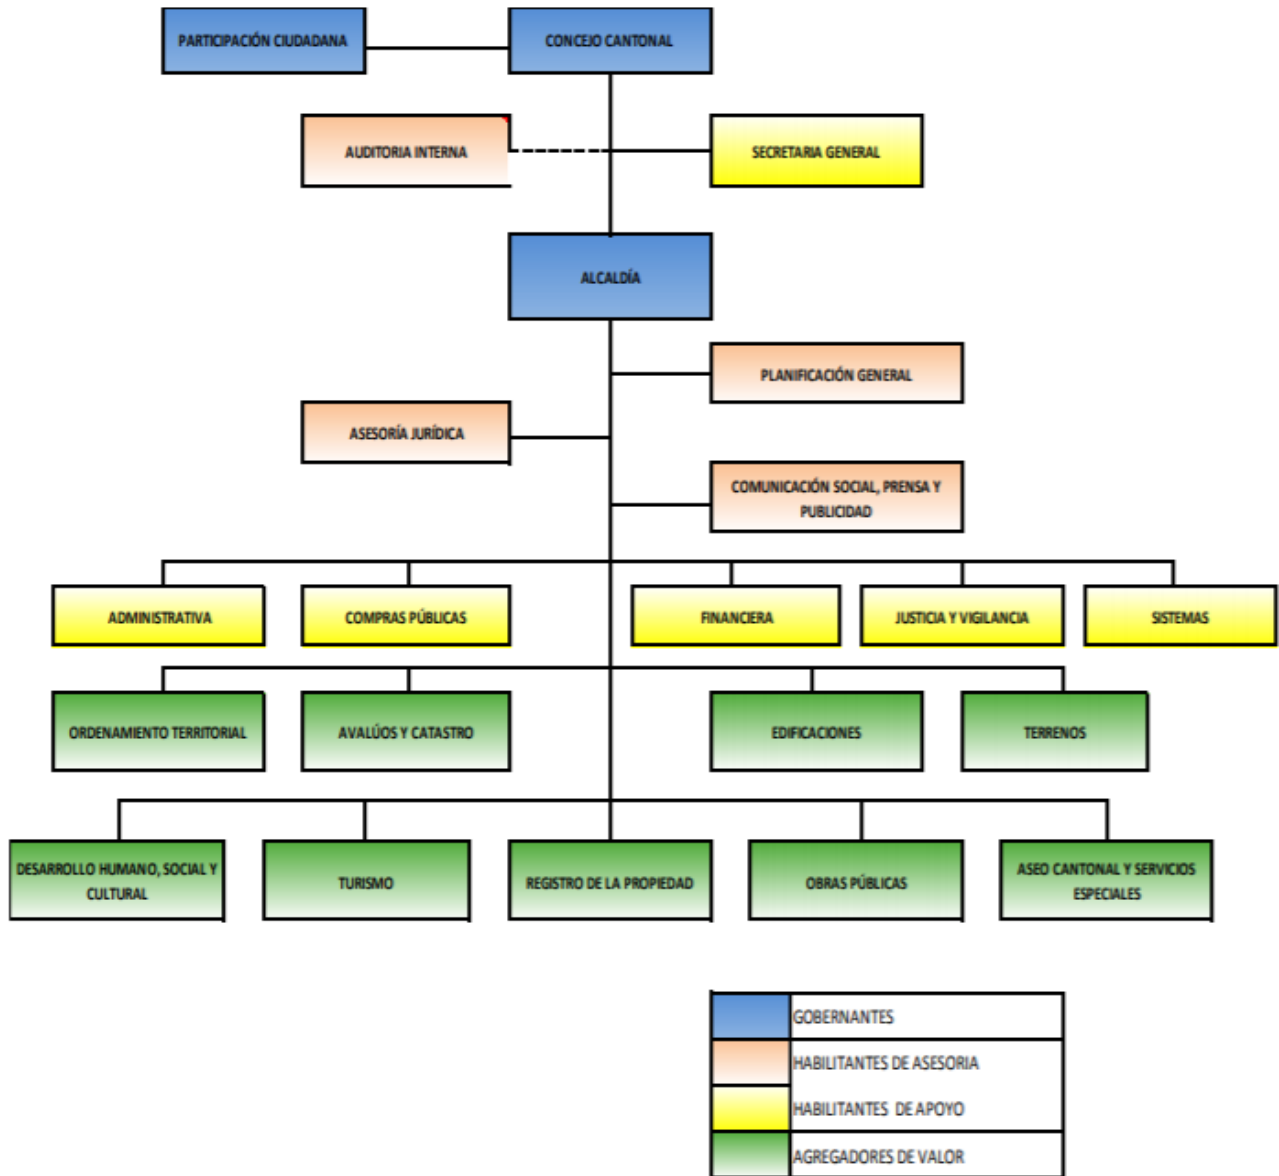 PARTICIPACIÓN CIUDADANA
CONCEJO CANTONAL
AUDITORIA INTERNA
SECRETARIA GENERAL
ALCALDÍA
PLANIFICACIÓN GENERAL
ASESORÍA JURÍDICA
COMUNICACIÓN SOCIAL, PRENSA Y
PUBLICIDAD
ADMINISTRATIVA
COMPRAS PÚBLICAS
FINANCIERA
JUSTICIA Y VIGILANCIA
SISTEMAS
ORDENAMIENTO TERRITORIAL
AVALÚOS Y CATASTRO
EDIFICACIONES
TERRENOS
DESARROLLO HUMANO, SOCIAL Y
CULTURAL
TURISMO
REGISTRO DE LA PROPIEDAD
OBRAS PÚBLICAS
ASEO CANTONAL Y SERVICIOS
ESPECIALES
GOBERNANTES
HABILITANTES DE ASESORIA
HABILITANTES DE APOYO
AGREGADORES DE VALOR